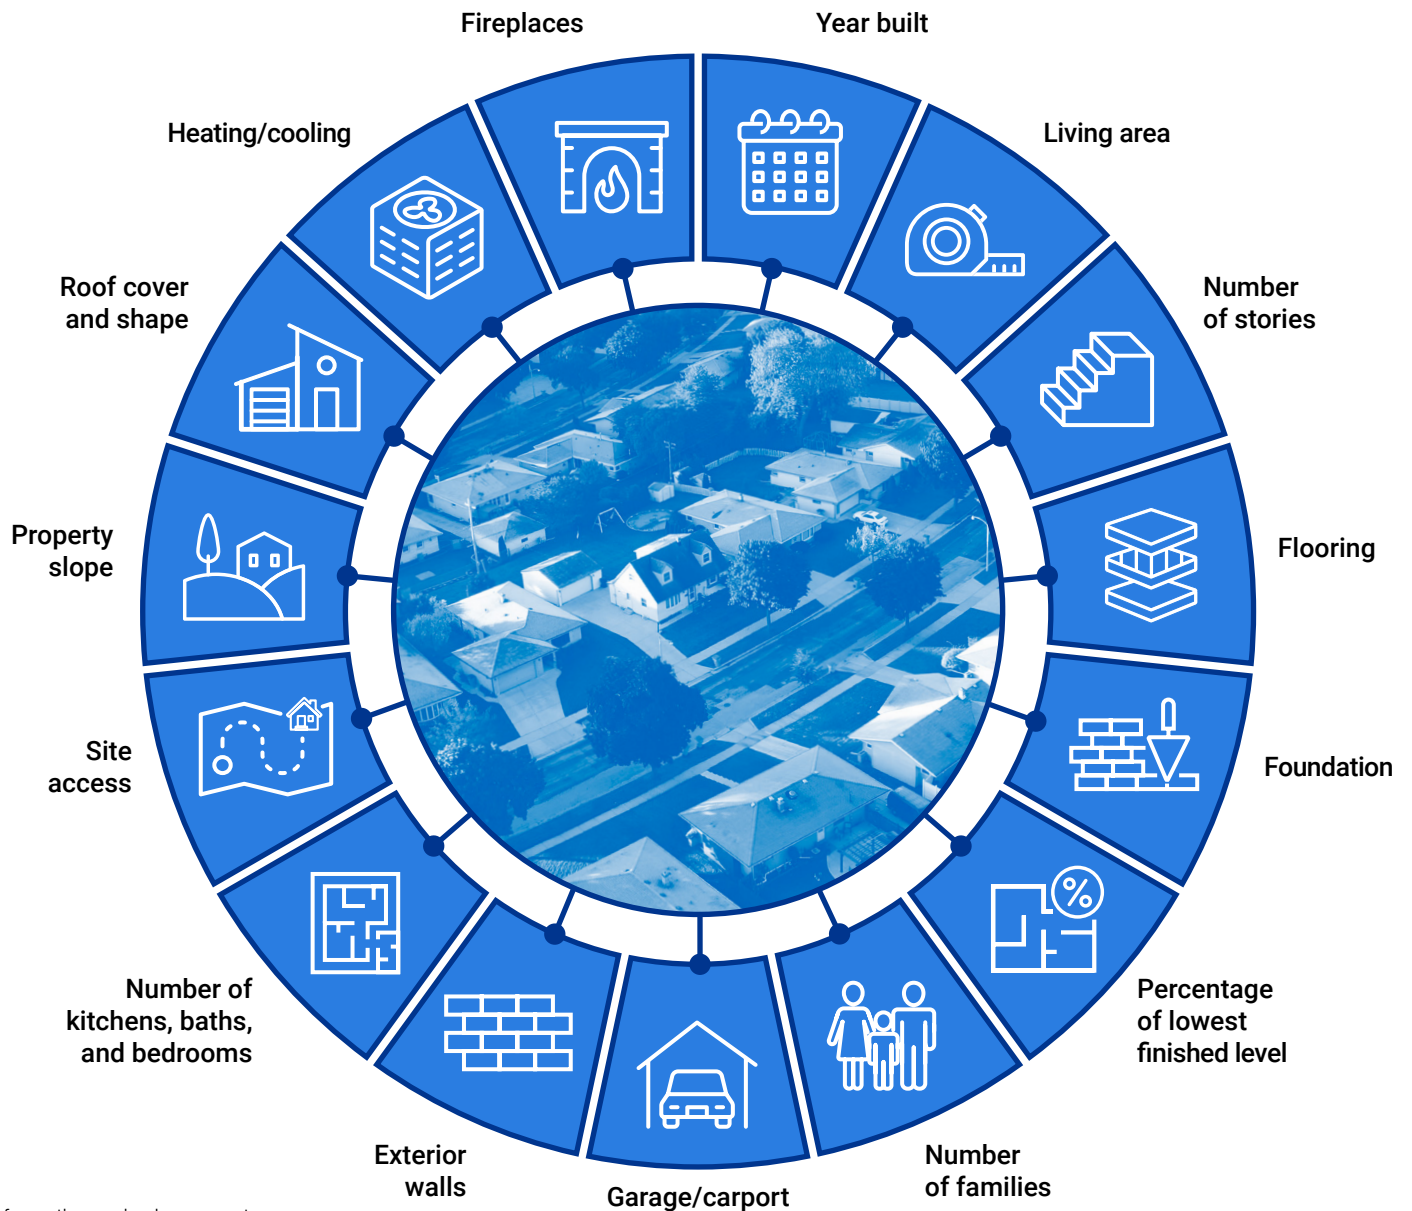 Fireplaces
Year built
Heating/cooling
Living area
Roof cover
and shape
Number
of stories
Property
slope
Flooring
Site
access
Foundation
Number of
kitchens, baths,
and bedrooms
Percentage
of lowest
finished level
%
Exterior
walls
Garage/carport
Number
of families